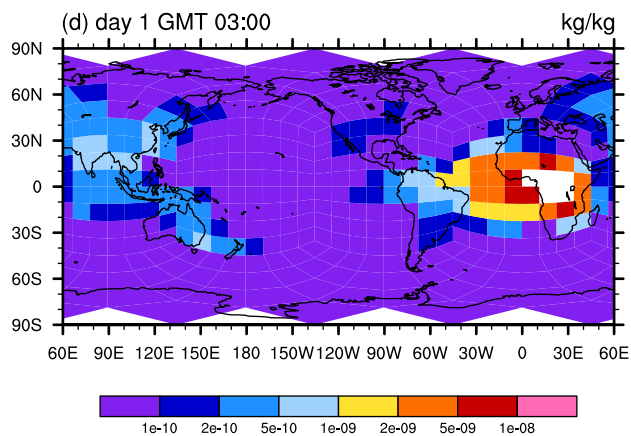 (d) day 1 GMT 03:00 kg/kg
90N
60N
30N
0
30S
60S
90S
60E 90E 120E 150E 180 150W 120W 90W 60W 30W 0 30E 60E
1e-10 2e-10 5e-10 1e-09 2e-09 5e-09 1e-08